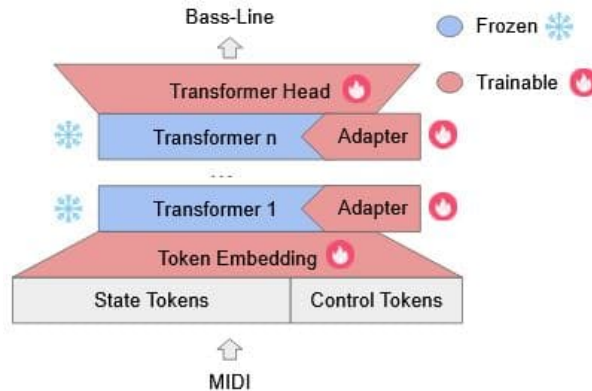 Bass-Line
Frozen
Trainable
Transformer Head
Transformer n Adapter
...
Transformer 1 Adapter
Token Embedding
State Tokens Control Tokens
MIDI